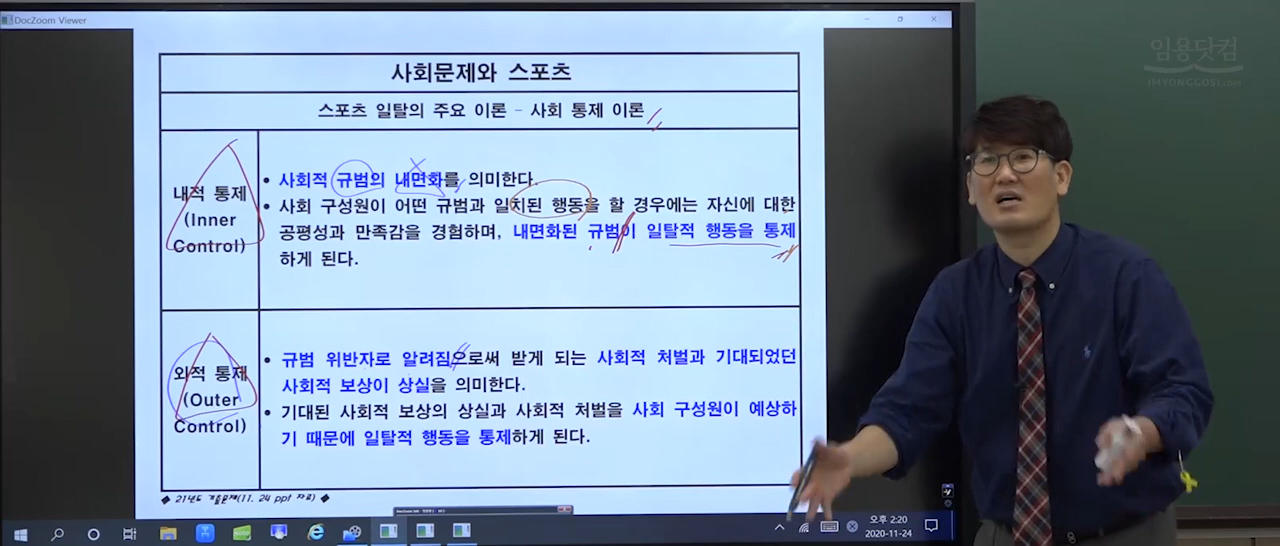 DocZoom Viewer
임용닷컴
IMYONGGOSI.com
사회문제와 스포츠
스포츠 일탈의 주요 이론 - 사회 통제 이론
내적 통제
(Inner
Control)
• 사회적 규범의 내면화를 의미한다.
• 사회 구성원이 어떤 규범과 일치된 행동을 할 경우에는 자신에 대한
공평성과 만족감을 경험하며, 내면화된 규범이 일탈적 행동을 통제
하게 된다.
외적 통제
(Outer
Control)
• 규범 위반자로 알려짐으로써 받게 되는 사회적 처벌과 기대되었던
사회적 보상이 상실을 의미한다.
• 기대된 사회적 보상의 상실과 사회적 처벌을 사회 구성원이 예상하
기 때문에 일탈적 행동을 통제하게 된다.
◆ 21년도 기출문제(11. 24 ppt 자료) ◆
오후 2:20
2020-11-24